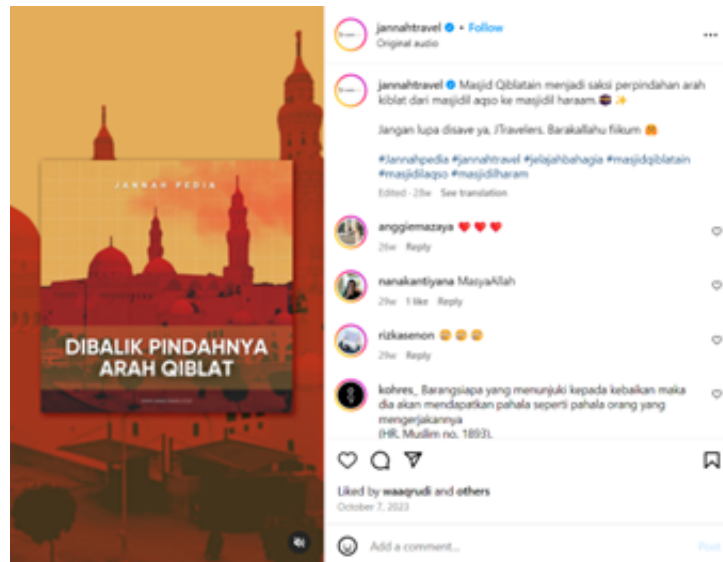 JANNAH PEDIA
DIBALIK PINDAHNYA
ARAH QIBLAT
jannahtravel • Follow
Original audio
jannahtravel Masjid Qiblatain menjadi saksi perpindahan arah
kiblat dari masjidil aqso ke masjidil haraam. 🕋 ✨
Jangan lupa disave ya, JTravelers. Barakallahu fiikum 🤗
#Jannahpedia #jannahtravel #jelajahbahagia #masjidqiblatain
#masjidilaqso #masjidilharam
Edited · 28w See translation
anggiemazaya ❤️ ❤️ ❤️
26w Reply
nanakantiyana MasyaAllah
29w 1 like Reply
rizkasenon
29w Reply
kohres_ Barangsiapa yang menunjuki kepada kebaikan maka
dia akan mendapatkan pahala seperti pahala orang yang
mengerjakannya
(HR. Muslim no. 1893).
Liked by waaqrudi and others
October 7, 2023
Add a comment...
Post